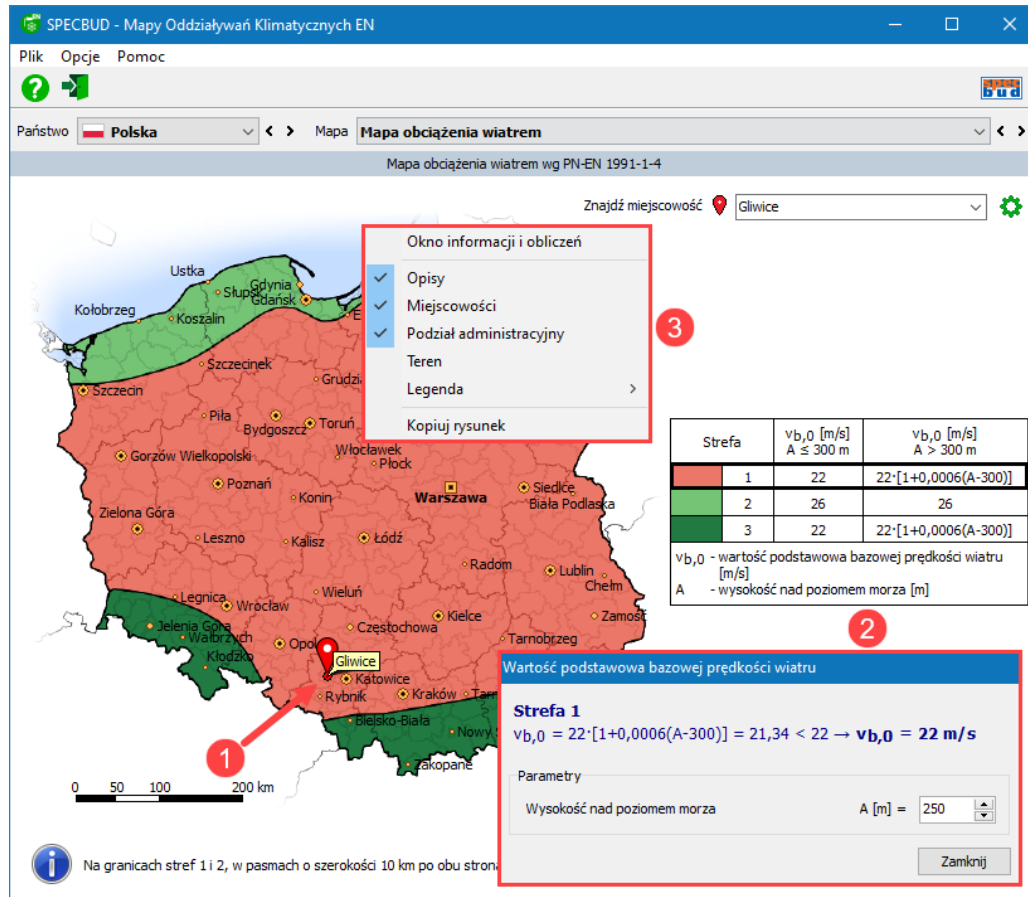 SPECBUD - Mapy Oddziaływań Klimatycznych EN
Plik Opcje Pomoc
spec
bud
Państwo Polska Mapa Mapa obciążenia wiatrem
Mapa obciążenia wiatrem wg PN-EN 1991-1-4
Znajdź miejscowość Gliwice
Okno informacji i obliczeń
Opisy
Miejscowości
Podział administracyjny
Teren
Legenda
Kopiuj rysunek
3
Ustka
Słupsk
Gdynia
Gdańsk
Kołobrzeg
Koszalin
Szczecinek
Szczecin
Piła
Bydgoszcz
Toruń
Gorzów Wielkopolski
Włocławek
Płock
Poznań
Konin
Warszawa
Siedlce
Biała Podlaska
Zielona Góra
Leszno
Kalisz
Łódź
Radom
Lublin
Chełm
Legnica
Wrocław
Wieluń
Jelenia Góra
Wałbrzych
Częstochowa
Kielce
Zamość
Kłodzko
Tarnobrzeg
Gliwice
Katowice
Rybnik
Kraków
Bielsko-Biała
Zakopane
1
0 50 100 200 km
Strefa vb,0 [m/s] A ≤ 300 m vb,0 [m/s] A > 300 m
1 22 22·[1+0,0006(A-300)]
2 26 26
3 22 22·[1+0,0006(A-300)]
vb,0 - wartość podstawowa bazowej prędkości wiatru
[m/s]
A - wysokość nad poziomem morza [m]
2
Wartość podstawowa bazowej prędkości wiatru
Strefa 1
vb,0 = 22·[1+0,0006(A-300)] = 21,34 < 22 → vb,0 = 22 m/s
Parametry
Wysokość nad poziomem morza A [m] = 250
Zamknij
Na granicach stref 1 i 2, w pasmach o szerokości 10 km po obu